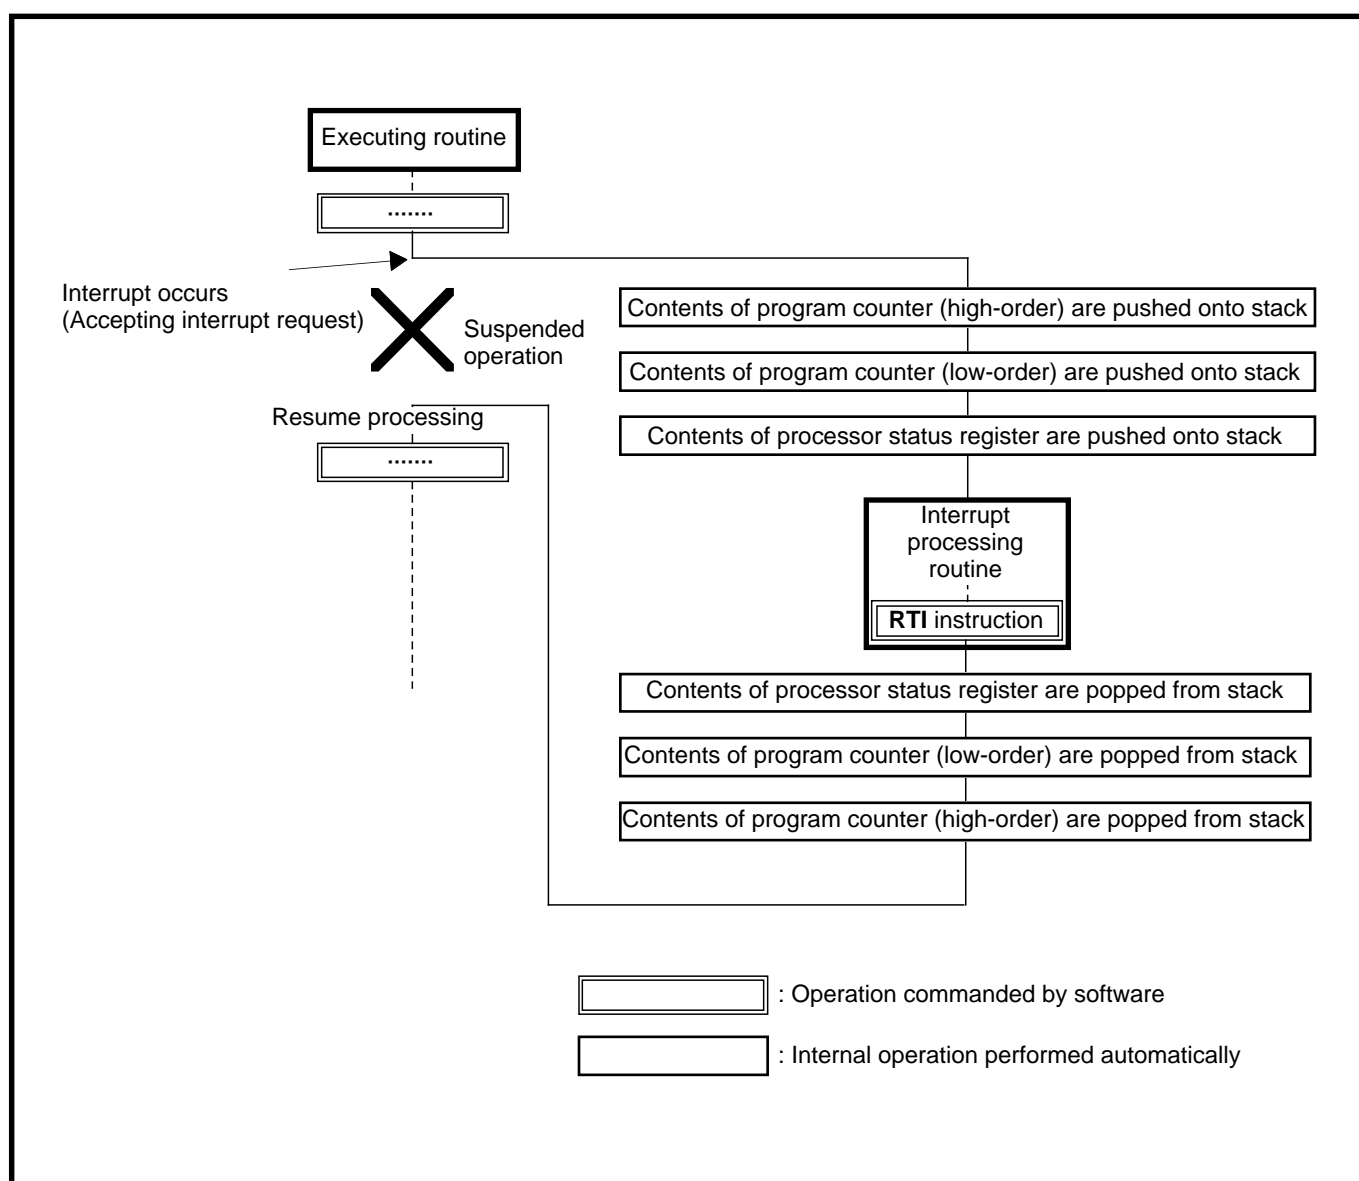 Executing routine
.......
Interrupt occurs
(Accepting interrupt request)
Suspended
operation
Contents of program counter (high-order) are pushed onto stack
Contents of program counter (low-order) are pushed onto stack
Contents of processor status register are pushed onto stack
Interrupt
processing
routine
RTI instruction
Contents of processor status register are popped from stack
Contents of program counter (low-order) are popped from stack
Contents of program counter (high-order) are popped from stack
Resume processing
.......
: Operation commanded by software
: Internal operation performed automatically